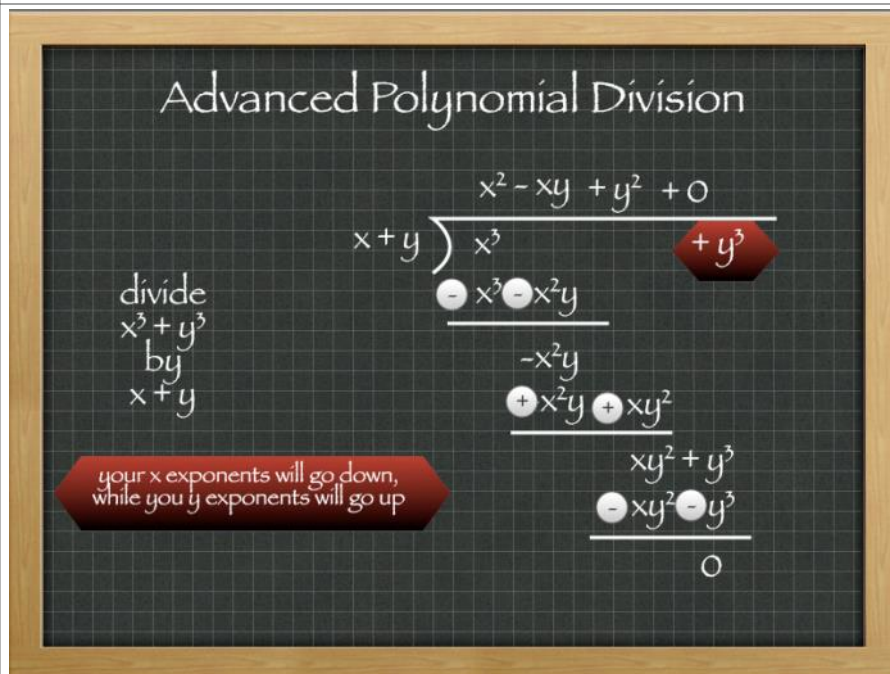 Advanced Polynomial Division
x² - xy + y² + 0
x + y ) x³ + y³
- x³ - x²y
-x²y
+ x²y + xy²
xy² + y³
- xy² - y³
0
divide
x³ + y³
by
x + y
your x exponents will go down,
while you y exponents will go up